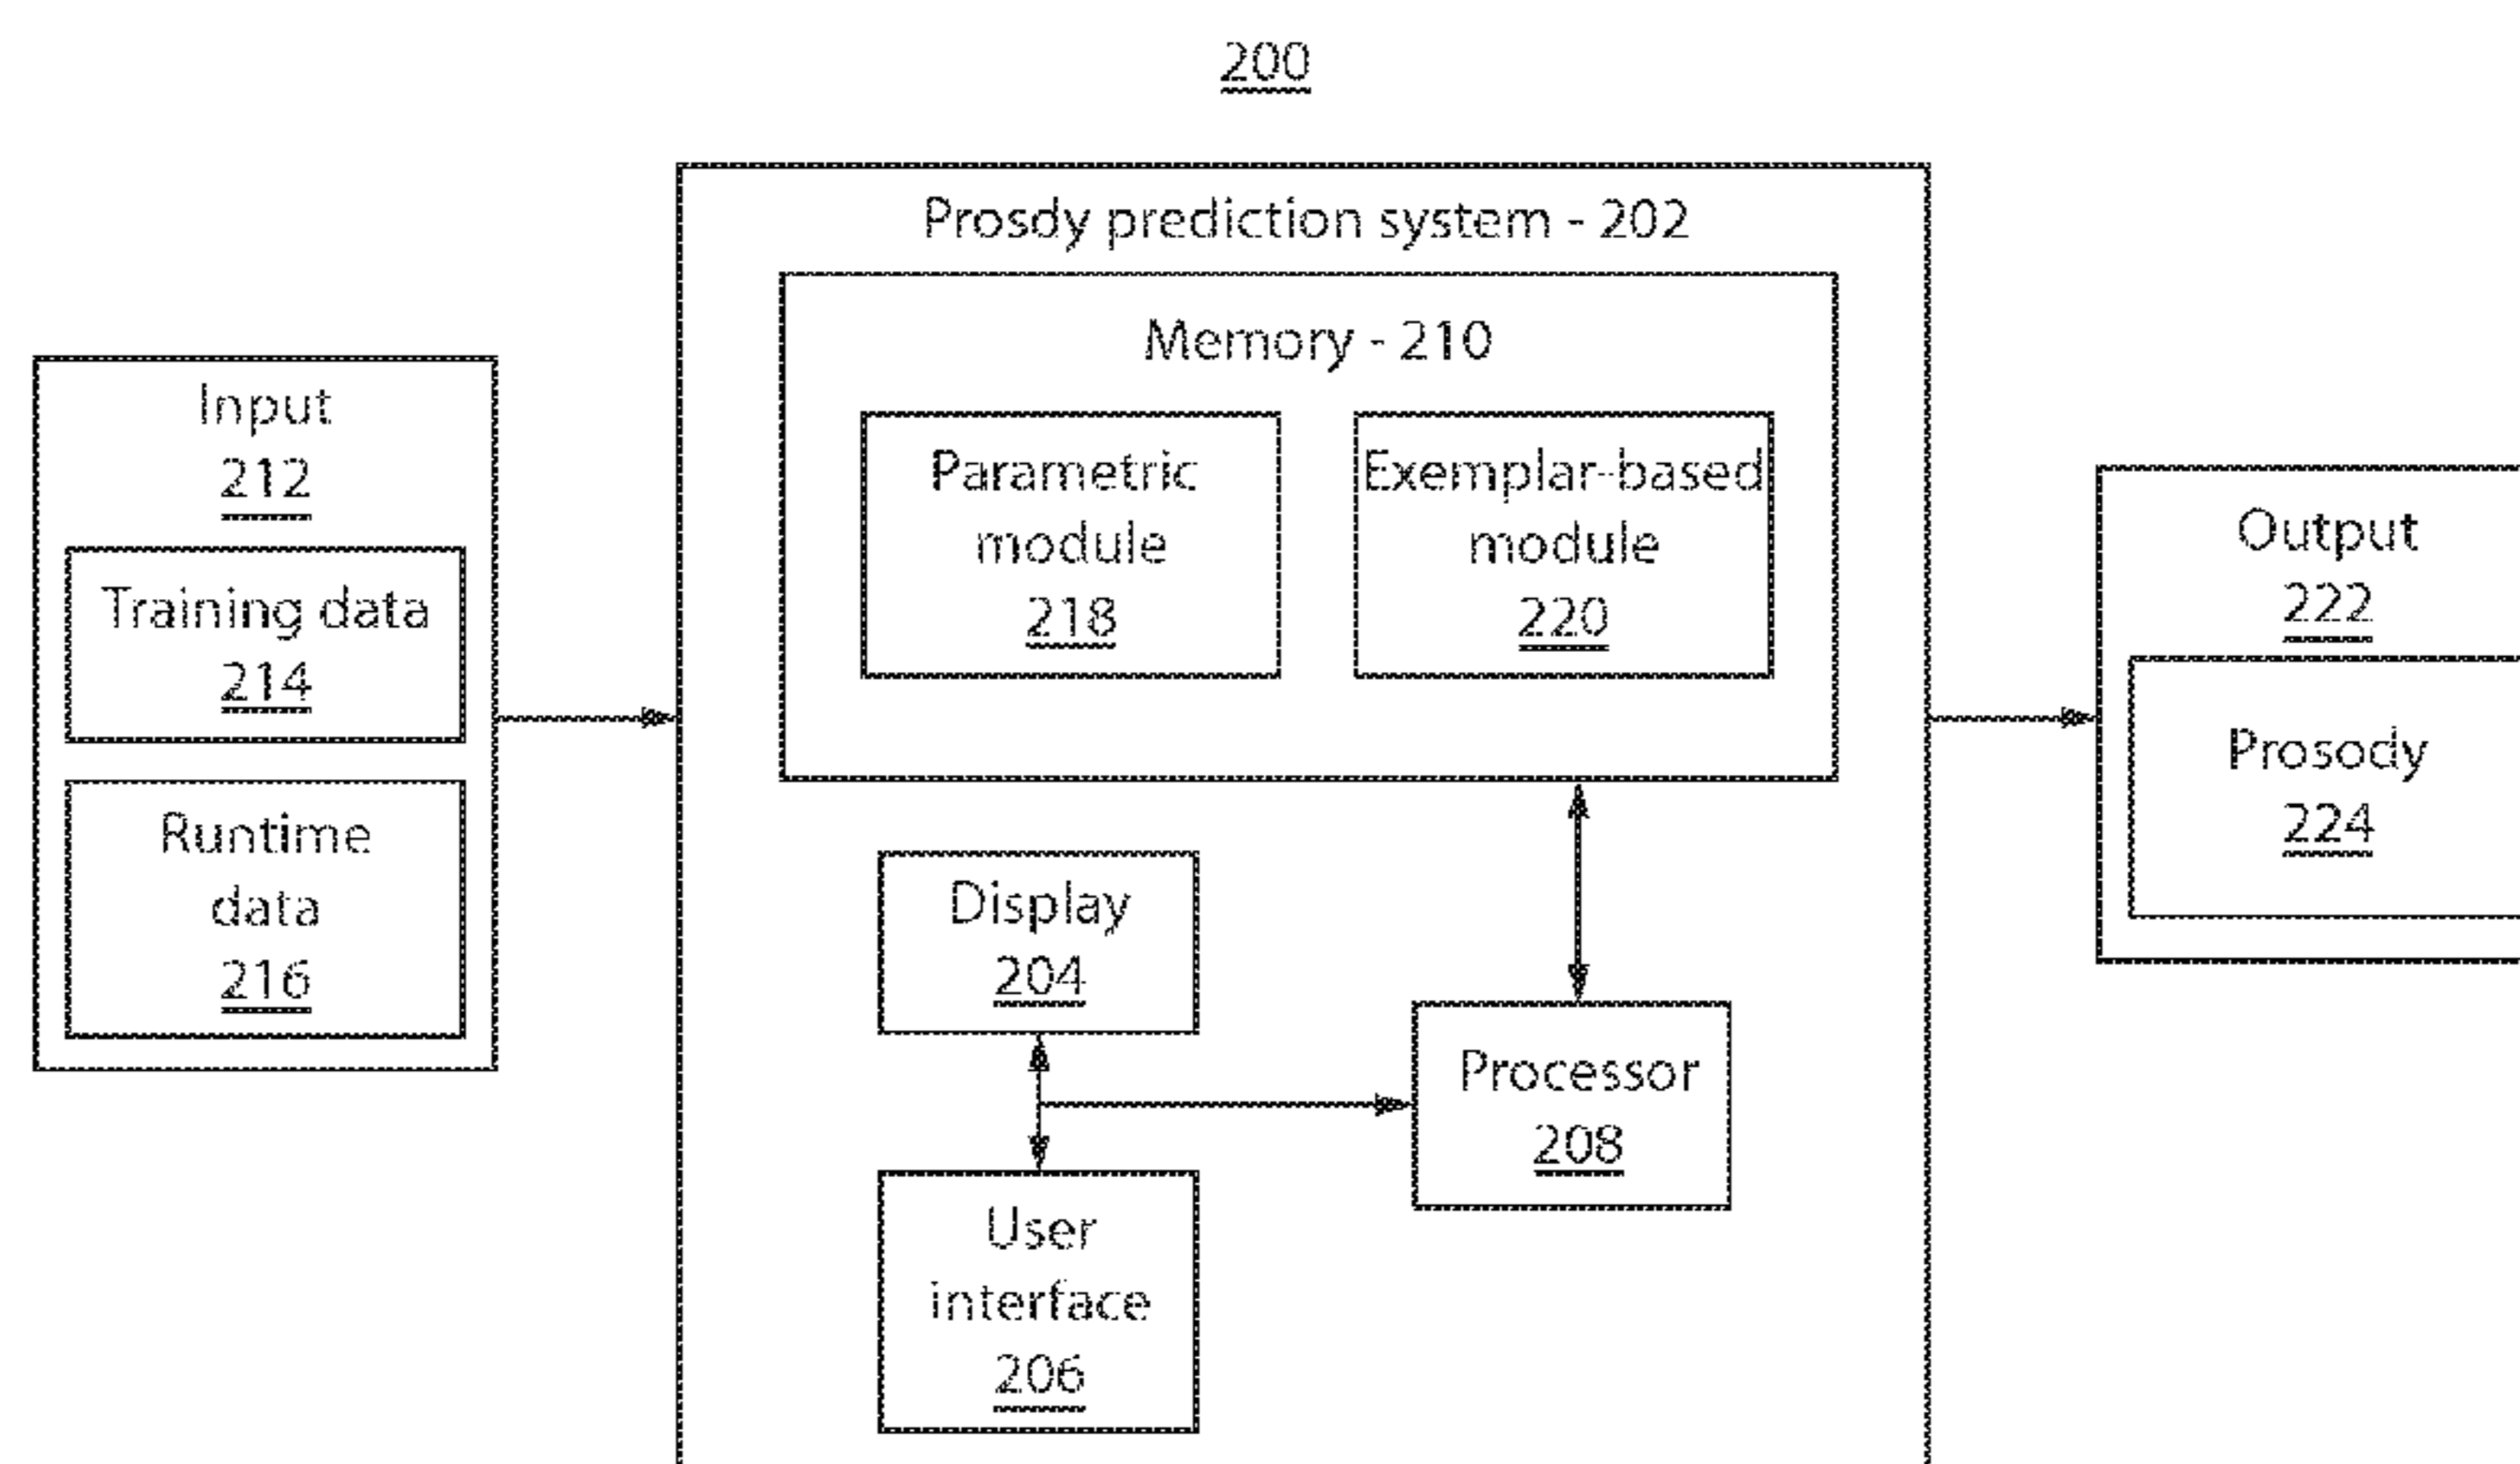 200
Prosdy prediction system - 202
Memory - 210
Parametric
module
218
Exemplar-based
module
220
Input
212
Training data
214
Runtime
data
216
Display
204
User
interface
206
Processor
208
Output
222
Prosody
224